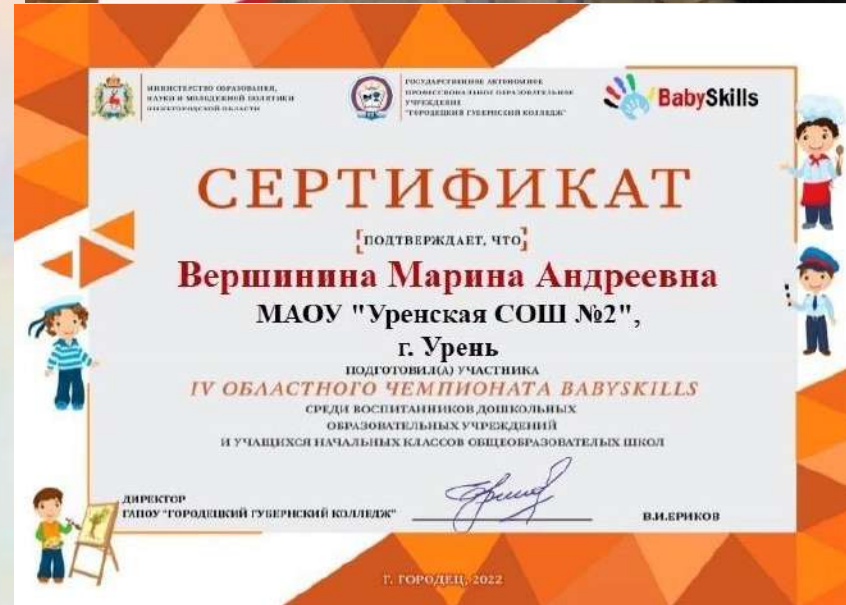 МИНИСТЕРСТВО ОБРАЗОВАНИЯ,
НАУКИ И МОЛОДЕЖНОЙ ПОЛИТИКИ
НИЖЕГОРОДСКОЙ ОБЛАСТИ
ГОСУДАРСТВЕННОЕ АВТОНОМНОЕ
ПРОФЕССИОНАЛЬНОЕ ОБРАЗОВАТЕЛЬНОЕ
УЧРЕЖДЕНИЕ
"ГОРОДЕЦКИЙ ГУБЕРНСКИЙ КОЛЛЕДЖ"
BabySkills
СЕРТИФИКАТ
[ПОДТВЕРЖДАЕТ, ЧТО]
Вершинина Марина Андреевна
МАОУ "Уренская СОШ №2",
г. Урень
ПОДГОТОВИЛ(А) УЧАСТНИКА
IV ОБЛАСТНОГО ЧЕМПИОНАТА BABYSKILLS
СРЕДИ ВОСПИТАННИКОВ ДОШКОЛЬНЫХ
ОБРАЗОВАТЕЛЬНЫХ УЧРЕЖДЕНИЙ
И УЧАЩИХСЯ НАЧАЛЬНЫХ КЛАССОВ ОБЩЕОБРАЗОВАТЕЛЫХ ШКОЛ
ДИРЕКТОР
ГАПОУ "ГОРОДЕЦКИЙ ГУБЕРНСКИЙ КОЛЛЕДЖ"
В.И.ЕРИКОВ
Г. ГОРОДЕЦ, 2022